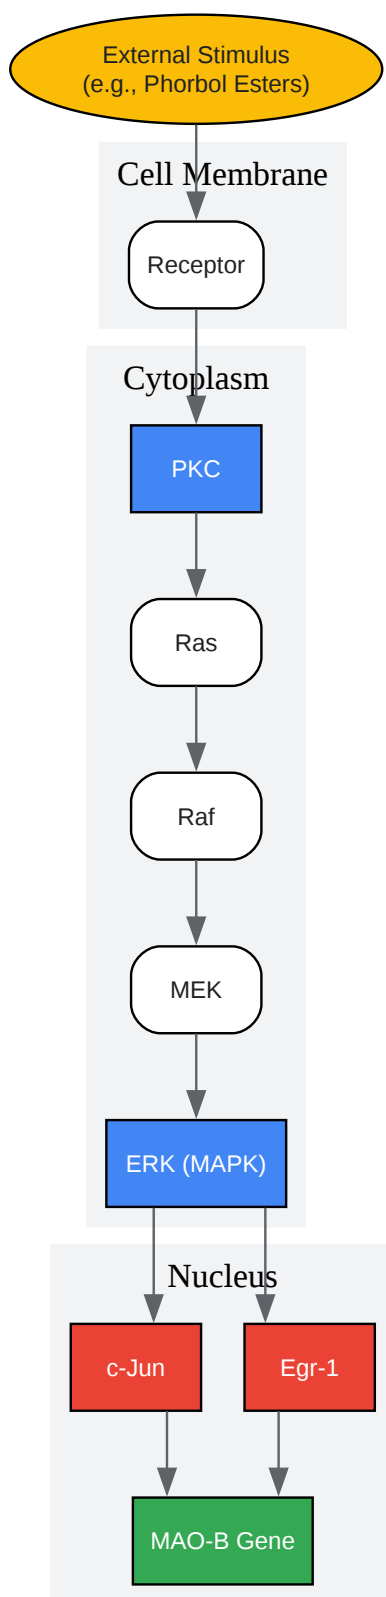 External Stimulus
(e.g., Phorbol Esters)
Cell Membrane
Receptor
Cytoplasm
PKC
Ras
Raf
MEK
ERK (MAPK)
Nucleus
c-Jun
Egr-1
MAO-B Gene